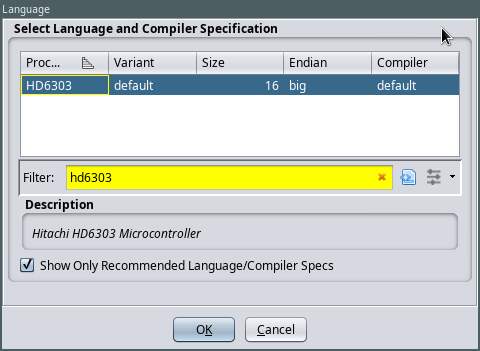 Language
Select Language and Compiler Specification
Proc... Variant Size Endian Compiler
HD6303 default 16 big default
Filter: hd6303
Description
Hitachi HD6303 Microcontroller
Show Only Recommended Language/Compiler Specs
OK Cancel